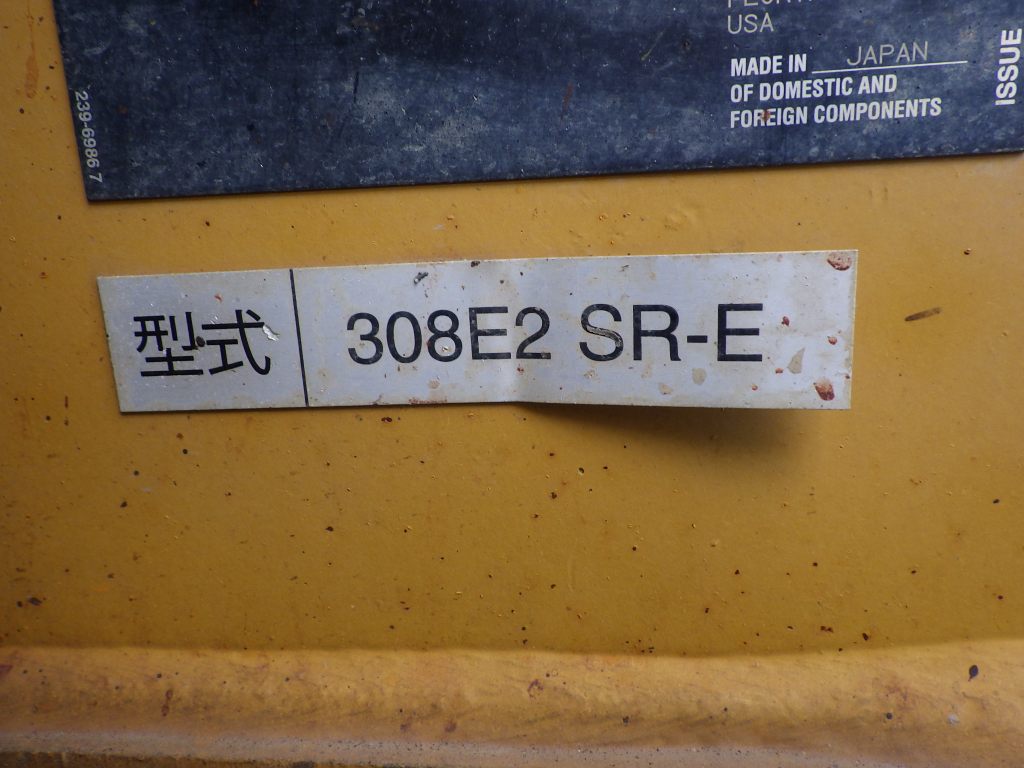 USA
MADE IN JAPAN
OF DOMESTIC AND
FOREIGN COMPONENTS
ISSUE
239-6986 7
型式 308E2 SR-E